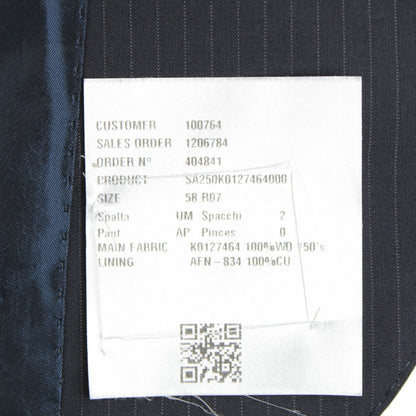 CUSTOMER 100764
SALES ORDER 1206784
ORDER Nº 404841
PRODUCT SA250K0127464000
SIZE 58 R07
Spalla UM Spacchi 2
Pant AP Pinces 0
MAIN FABRIC K0127464 100%WO 150's
LINING AFN-834 100%CU